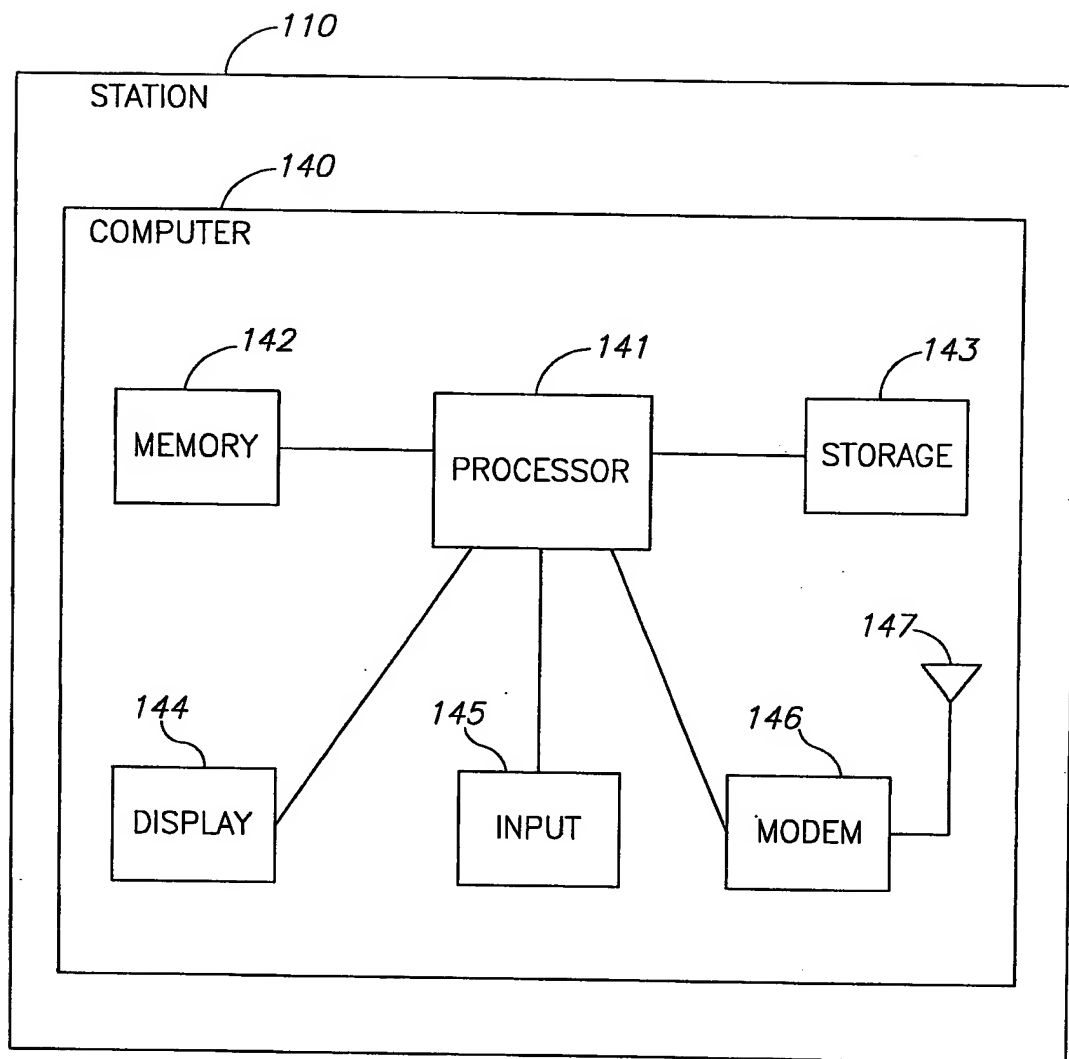 110
STATION
140
COMPUTER
142
141
143
MEMORY
PROCESSOR
STORAGE
147
144
145
146
DISPLAY
INPUT
MODEM